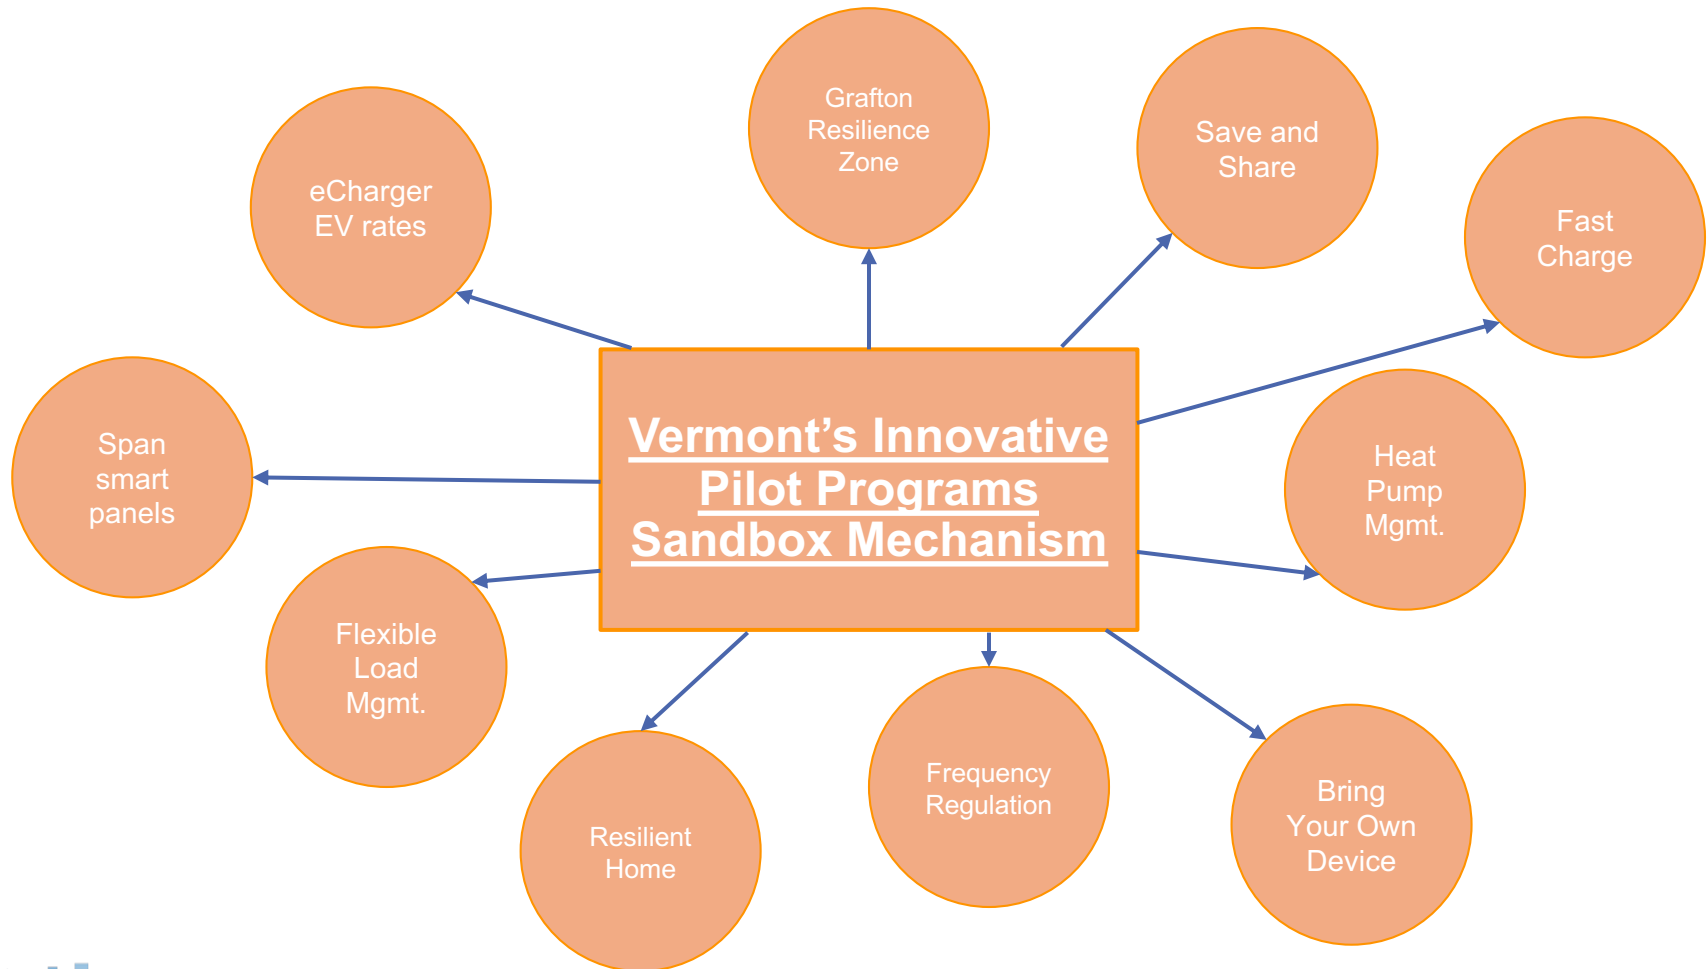 Grafton
Resilience
Zone
Save and
Share
eCharger
EV rates
Fast
Charge
Vermont’s Innovative
Pilot Programs
Sandbox Mechanism
Span
smart
panels
Heat
Pump
Mgmt.
Flexible
Load
Mgmt.
Frequency
Regulation
Bring
Your Own
Device
Resilient
Home